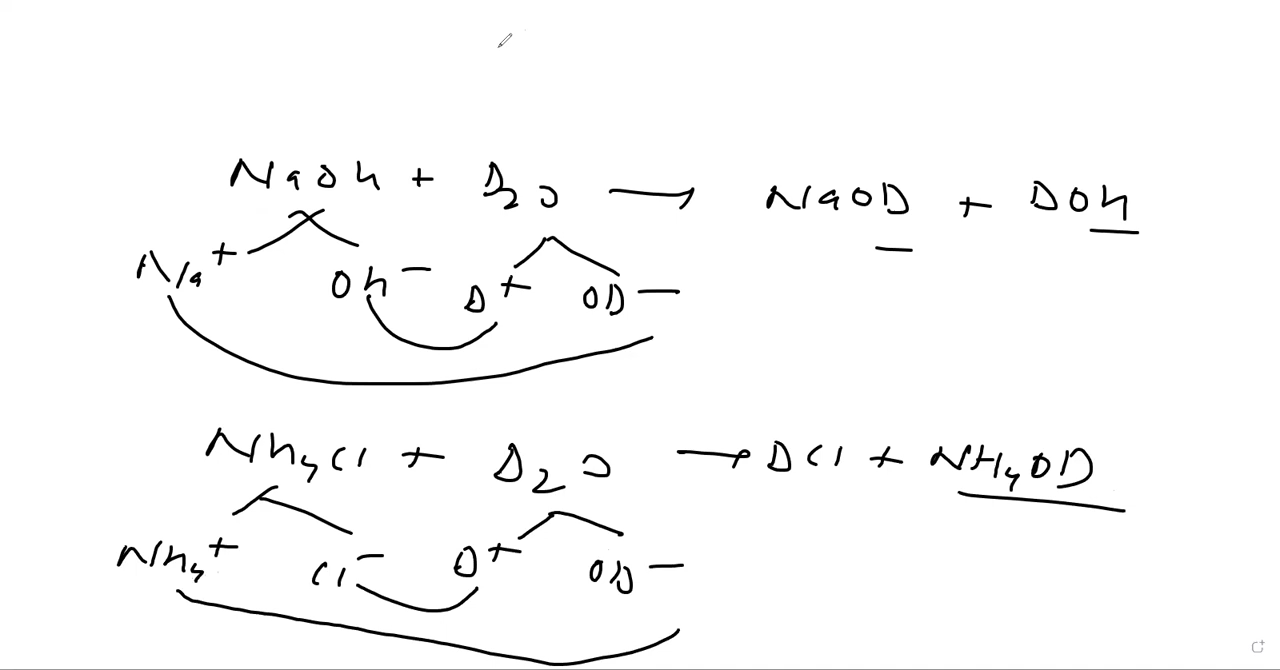 NaOh + D2O → NaOD + DOh
Na+ Oh− D+ OD−
Nh4Cl + D2O → DCl + NH4OD
Nh4+ Cl− D+ OD−